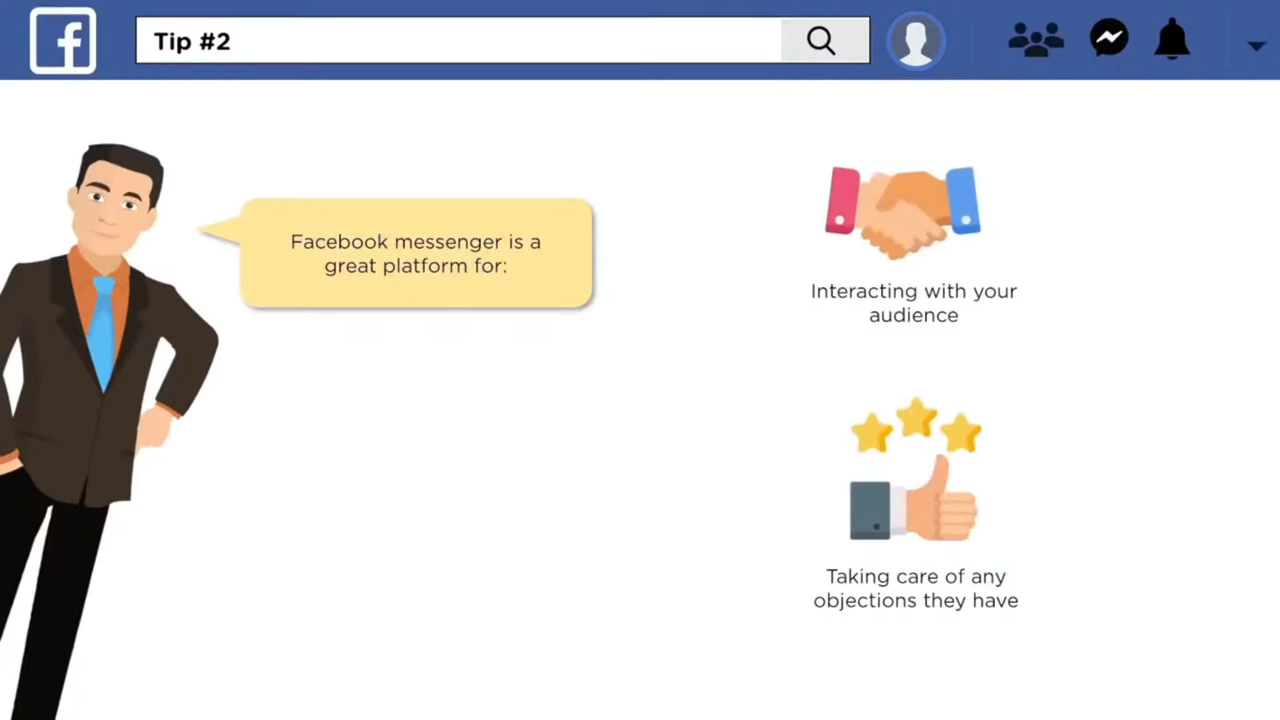 Tip #2
Facebook messenger is a
great platform for:
Interacting with your
audience
Taking care of any
objections they have